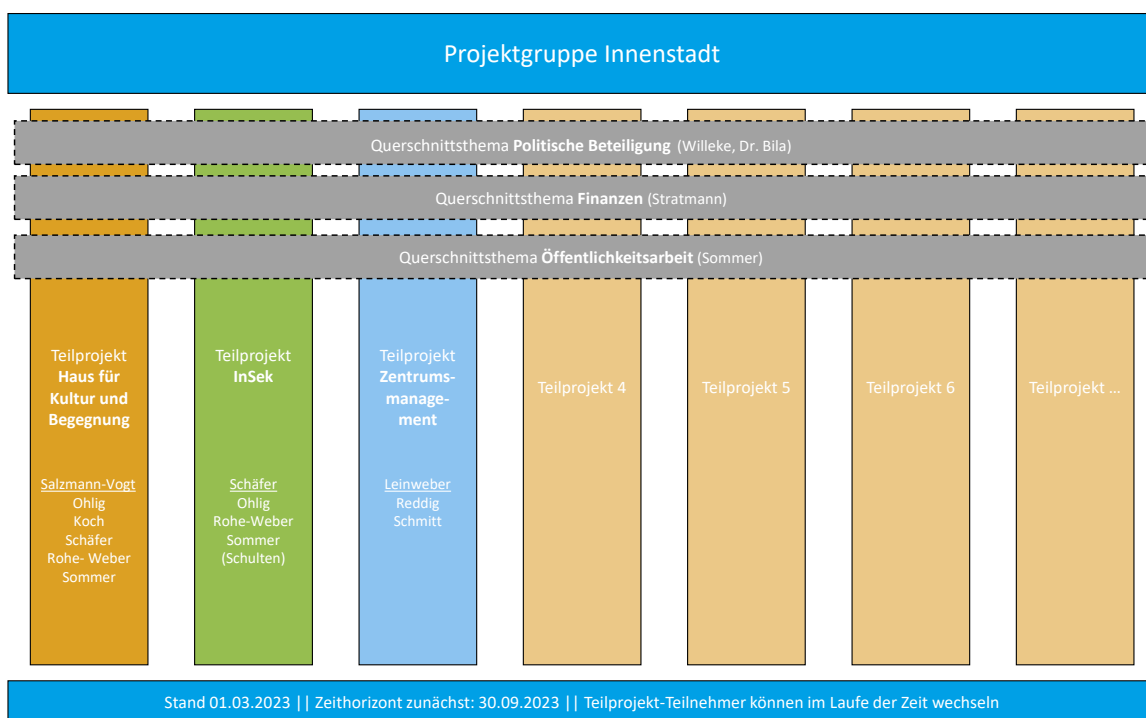 Projektgruppe Innenstadt
Querschnittsthema Politische Beteiligung (Willeke, Dr. Bila)
Querschnittsthema Finanzen (Stratmann)
Querschnittsthema Öffentlichkeitsarbeit (Sommer)
Teilprojekt
Haus für
Kultur und
Begegnung
Salzmann-Vogt
Ohlig
Koch
Schäfer
Rohe- Weber
Sommer
Teilprojekt
InSek
Schäfer
Ohlig
Rohe-Weber
Sommer
(Schulten)
Teilprojekt
Zentrums-
manage-
ment
Leinweber
Reddig
Schmitt
Teilprojekt 4
Teilprojekt 5
Teilprojekt 6
Teilprojekt ...
Stand 01.03.2023 || Zeithorizont zunächst: 30.09.2023 || Teilprojekt-Teilnehmer können im Laufe der Zeit wechseln